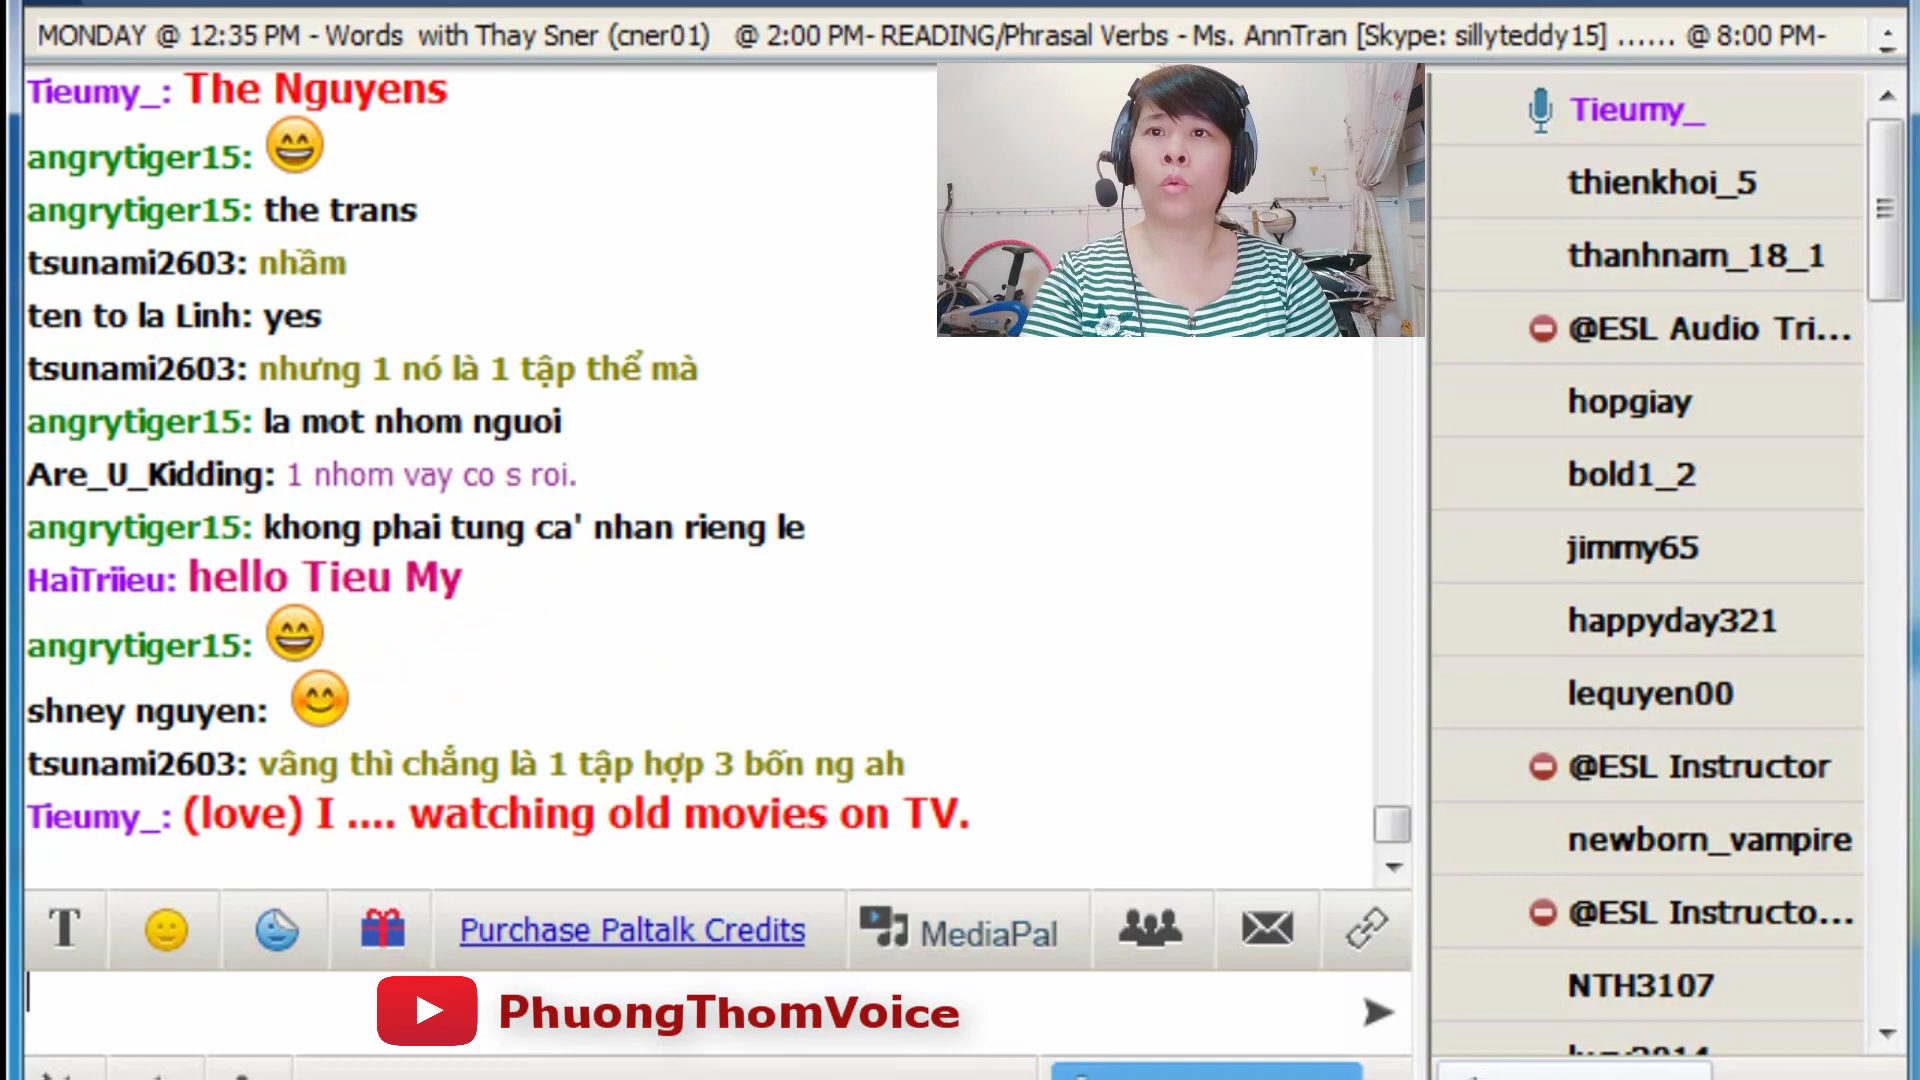 MONDAY @ 12:35 PM - Words with Thay Sner (cner01) @ 2:00 PM- READING/Phrasal Verbs - Ms. AnnTran [Skype: sillyteddy15] ...... @ 8:00 PM-
Tieumy_: The Nguyens
angrytiger15:
angrytiger15: the trans
tsunami2603: nhầm
ten to la Linh: yes
tsunami2603: nhưng 1 nó là 1 tập thể mà
angrytiger15: la mot nhom nguoi
Are_U_Kidding: 1 nhom vay co s roi.
angrytiger15: khong phai tung ca' nhan rieng le
HaiTriieu: hello Tieu My
angrytiger15:
shney nguyen:
tsunami2603: vâng thì chẳng là 1 tập hợp 3 bốn ng ah
Tieumy_: (love) I .... watching old movies on TV.
T
Purchase Paltalk Credits
MediaPal
PhuongThomVoice
Tieumy_
thienkhoi_5
thanhnam_18_1
@ESL Audio Tri...
hopgiay
bold1_2
jimmy65
happyday321
lequyen00
@ESL Instructor
newborn_vampire
@ESL Instructo...
NTH3107